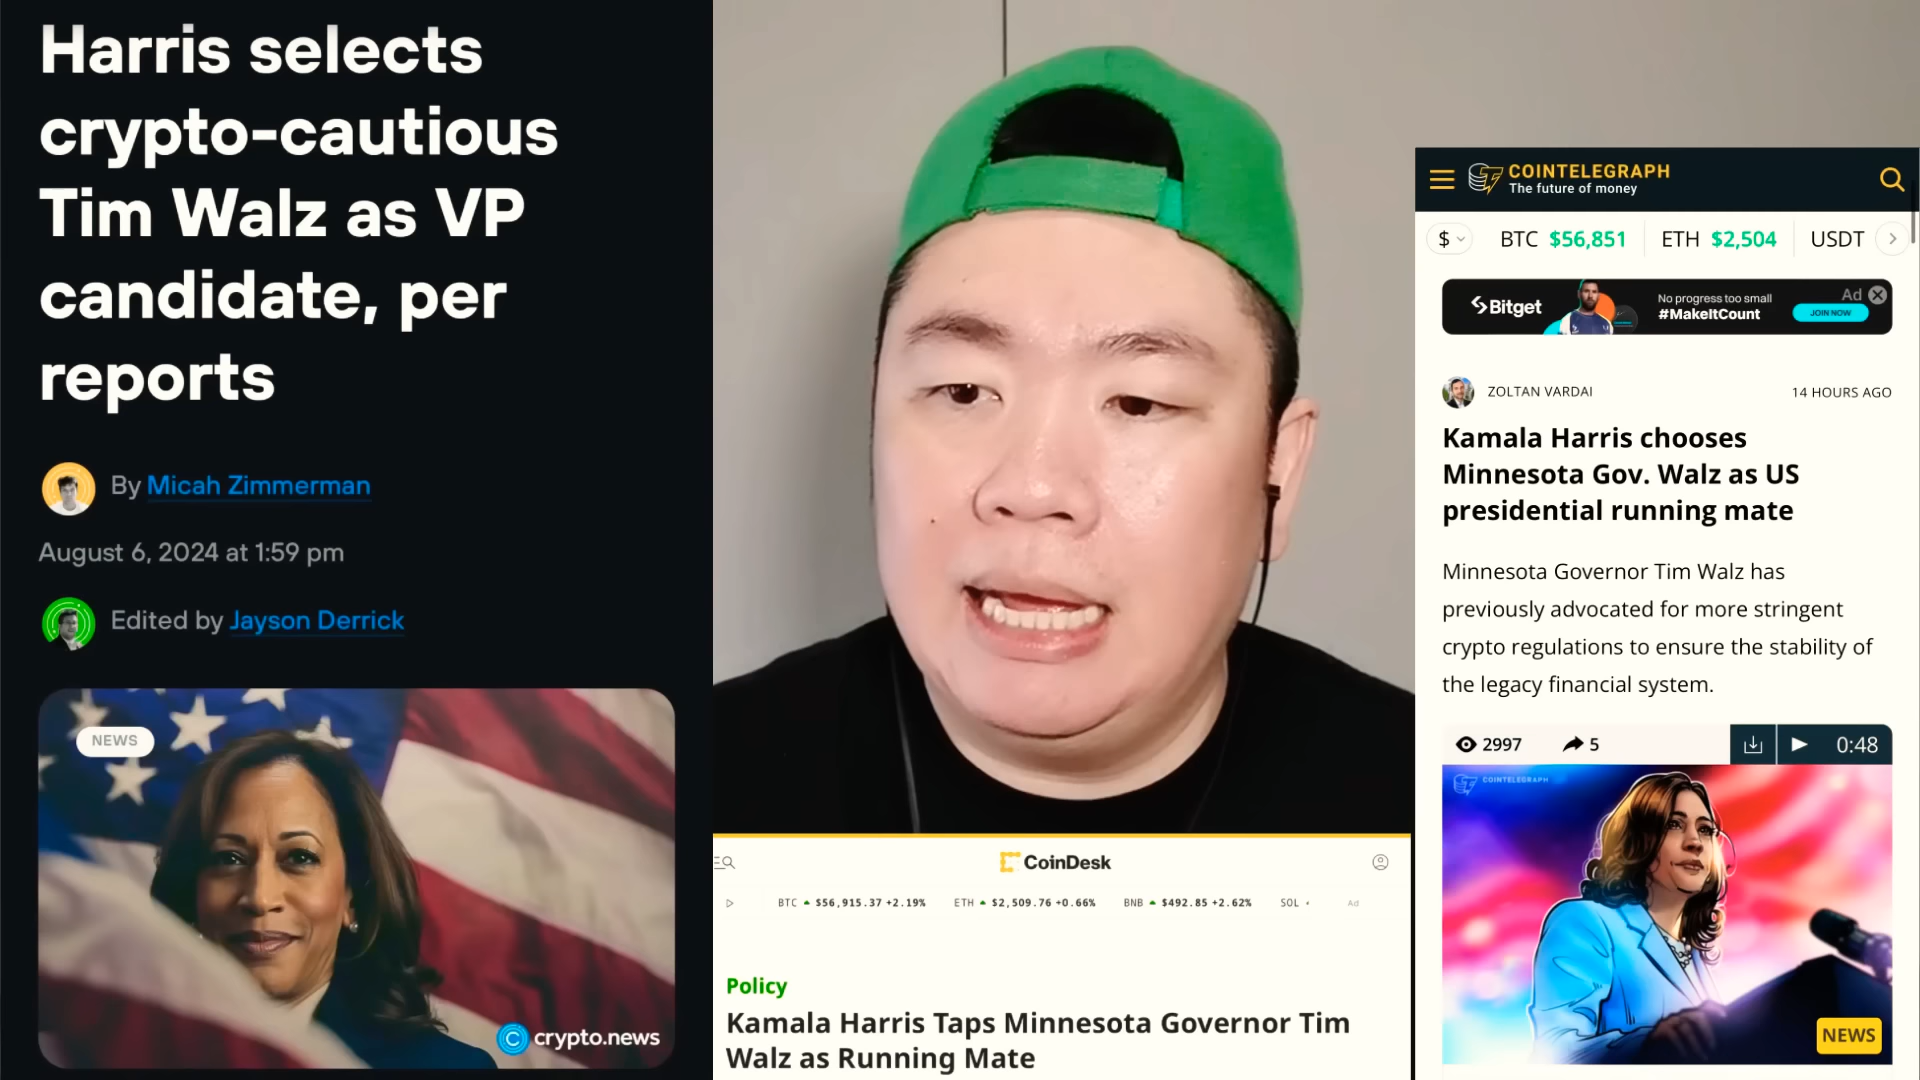 Harris selects
crypto-cautious
Tim Walz as VP
candidate, per
reports
By Micah Zimmerman
August 6, 2024 at 1:59 pm
Edited by Jayson Derrick
NEWS
crypto.news
CoinDesk
BTC $56,915.37 +2.19% ETH $2,509.76 +0.66% BNB $492.85 +2.62% SOL Ad
Policy
Kamala Harris Taps Minnesota Governor Tim
Walz as Running Mate
COINTELEGRAPH
The future of money
$ BTC $56,851 ETH $2,504 USDT
Bitget
No progress too small
#MakeItCount
JOIN NOW
Ad
ZOLTAN VARDAI 14 HOURS AGO
Kamala Harris chooses
Minnesota Gov. Walz as US
presidential running mate
Minnesota Governor Tim Walz has
previously advocated for more stringent
crypto regulations to ensure the stability of
the legacy financial system.
2997 5 0:48
COINTELEGRAPH
NEWS